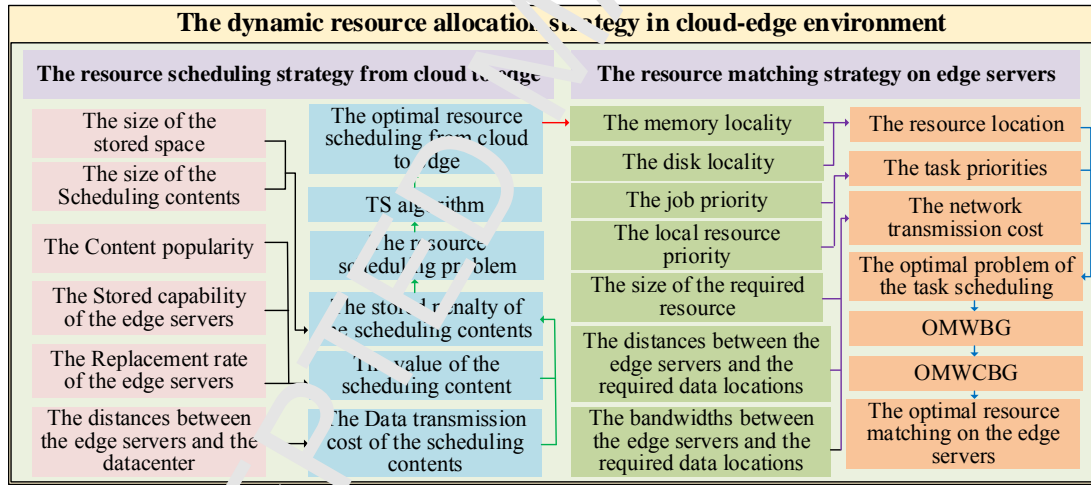 The dynamic resource allocation strategy in cloud-edge environment
The resource scheduling strategy from cloud to edge
The resource matching strategy on edge servers
The size of the
stored space
The size of the
Scheduling contents
The Content popularity
The Stored capability
of the edge servers
The Replacement rate
of the edge servers
The distances between
the edge servers and the
datacenter
The optimal resource
scheduling from cloud
to edge
TS algorithm
The resource
scheduling problem
The stored penalty of
the scheduling contents
The value of the
scheduling content
The Data transmission
cost of the scheduling
contents
The memory locality
The disk locality
The job priority
The local resource
priority
The size of the required
resource
The distances between the
edge servers and the
required data locations
The bandwidths between
the edge servers and the
required data locations
The resource location
The task priorities
The network
transmission cost
The optimal problem of
the task scheduling
OMWBG
OMWCBG
The optimal resource
matching on the edge
servers